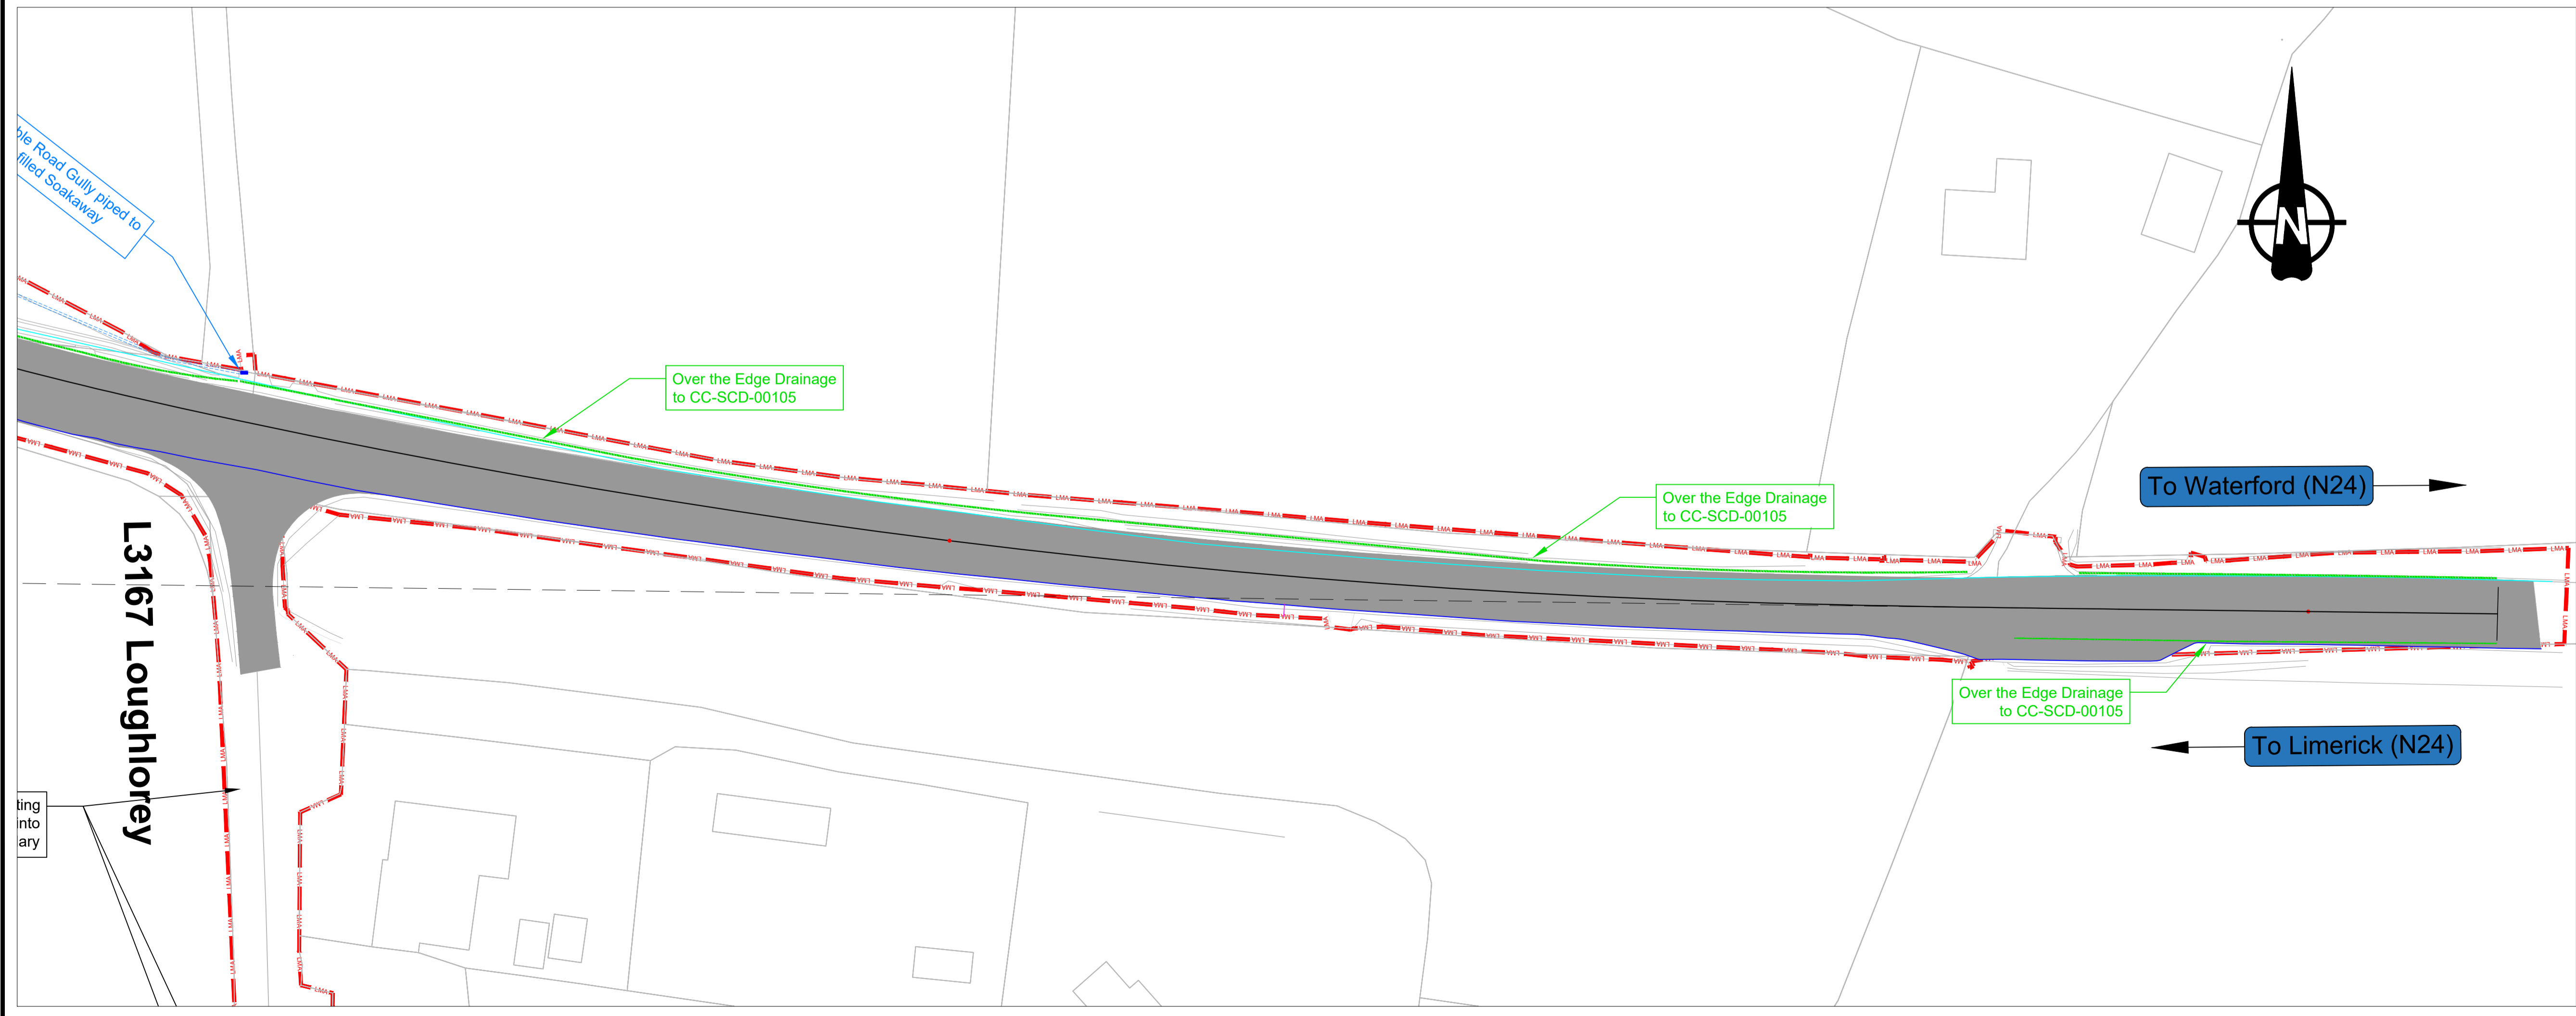 ble Road Gully piped to
filled Soakaway
Over the Edge Drainage
to CC-SCD-00105
Over the Edge Drainage
to CC-SCD-00105
N
To Waterford (N24)
L3167 Loughlorey
Over the Edge Drainage
to CC-SCD-00105
To Limerick (N24)
ting
into
ary
LMA